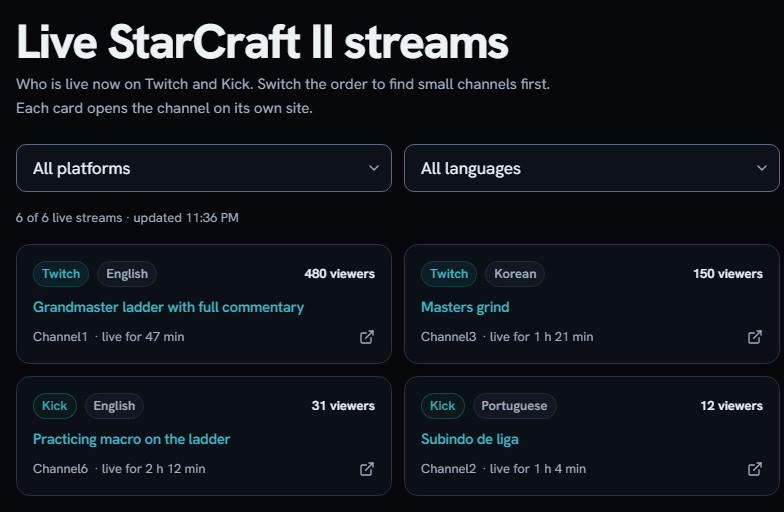 Live StarCraft II streams
Who is live now on Twitch and Kick. Switch the order to find small channels first.
Each card opens the channel on its own site.
All platforms
All languages
6 of 6 live streams · updated 11:36 PM
Twitch English 480 viewers
Grandmaster ladder with full commentary
Channel1 · live for 47 min
Twitch Korean 150 viewers
Masters grind
Channel3 · live for 1 h 21 min
Kick English 31 viewers
Practicing macro on the ladder
Channel6 · live for 2 h 12 min
Kick Portuguese 12 viewers
Subindo de liga
Channel2 · live for 1 h 4 min